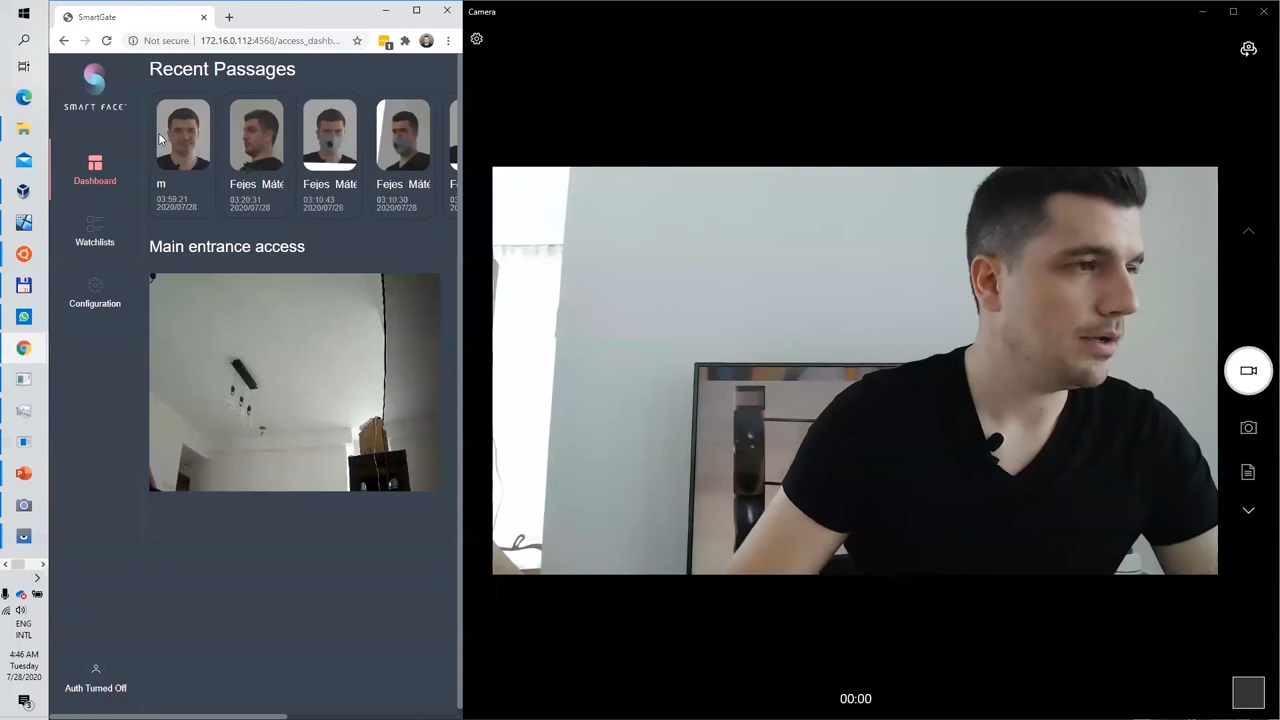 SmartGate
Camera
Not secure
172.16.0.112:4568/access_dashb...
SMART FACE
Recent Passages
m
03:59:21
2020/07/28
Fejes Máté
03:20:31
2020/07/28
Fejes Máté
03:10:43
2020/07/28
Fejes Máté
03:10:30
2020/07/28
Dashboard
Watchlists
Configuration
Main entrance access
ENG
INTL
4:46 AM
Tuesday
7/28/2020
Auth Turned Off
00:00